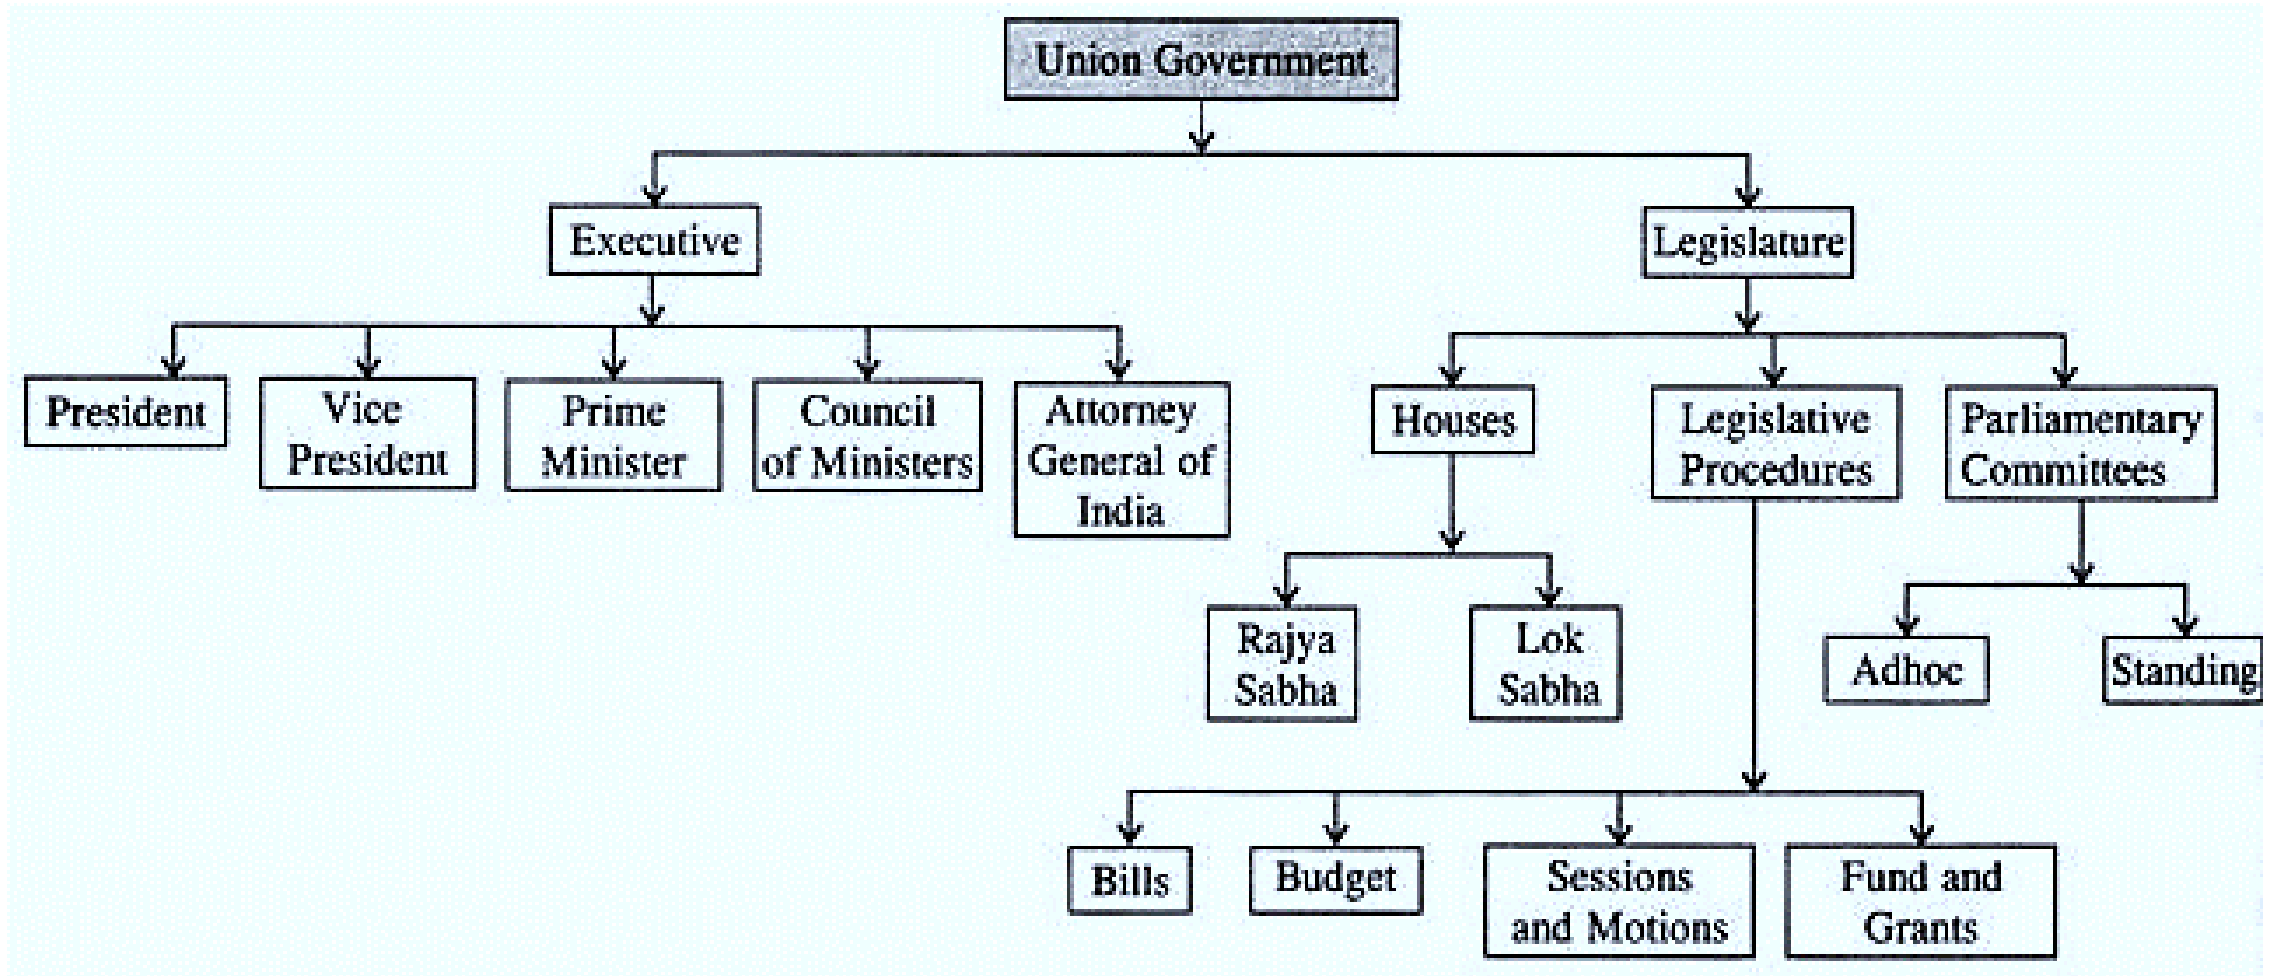 Union Government
Executive
Legislature
President
Vice
President
Prime
Minister
Council
of Ministers
Attorney
General of
India
Houses
Legislative
Procedures
Parliamentary
Committees
Rajya
Sabha
Lok
Sabha
Adhoc
Standing
Bills
Budget
Sessions
and Motions
Fund and
Grants